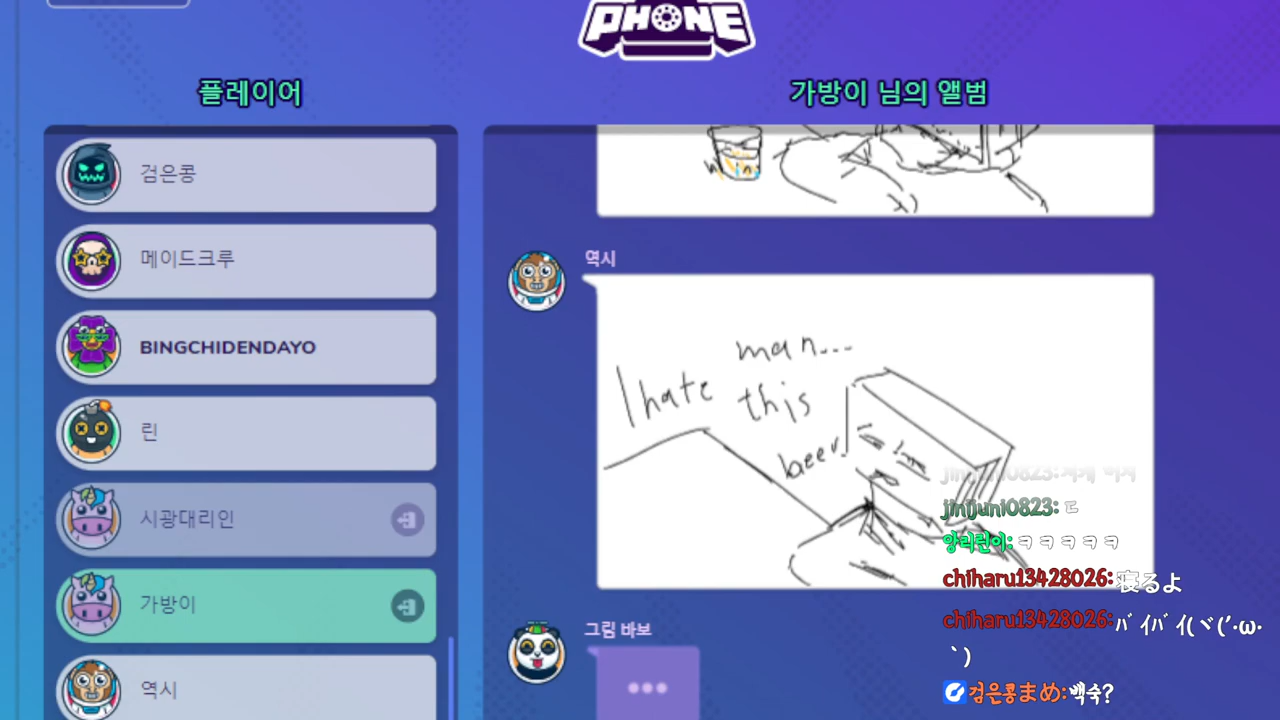 PHONE
플레이어
가방이 님의 앨범
검은콩
메이드크루
BINGCHIDENDAYO
린
시광대리인
가방이
역시
역시
man...
I hate this
beer
그림 바보
jinijuni0823:
jinijuni0823: ㄷ
앙리린이: ㅋㅋㅋㅋㅋ
chiharu13428026: 寝るよ
chiharu13428026: ﾊﾞｲﾊﾞｲ(ヾ(´･ω･
｀)
검은콩まめ: 백숙?